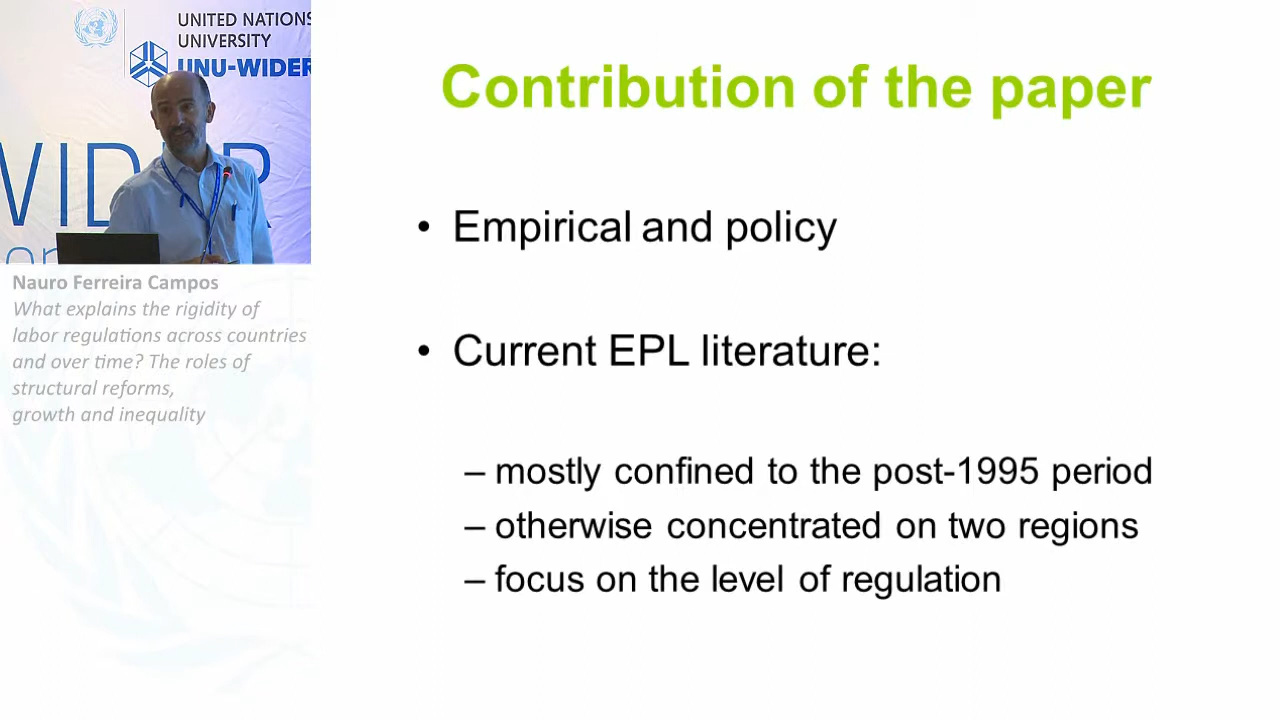 UNITED NATIONS
UNIVERSITY
UNU-WIDER
WIDER
on
Nauro Ferreira Campos
What explains the rigidity of
labor regulations across countries
and over time? The roles of
structural reforms,
growth and inequality
Contribution of the paper
• Empirical and policy
• Current EPL literature:
– mostly confined to the post-1995 period
– otherwise concentrated on two regions
– focus on the level of regulation